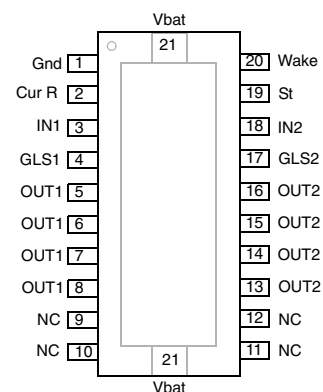 Vbat
21
Gnd 1 20 Wake
Cur R 2 19 St
IN1 3 18 IN2
GLS1 4 17 GLS2
OUT1 5 16 OUT2
OUT1 6 15 OUT2
OUT1 7 14 OUT2
OUT1 8 13 OUT2
NC 9 12 NC
NC 10 11 NC
21
Vbat